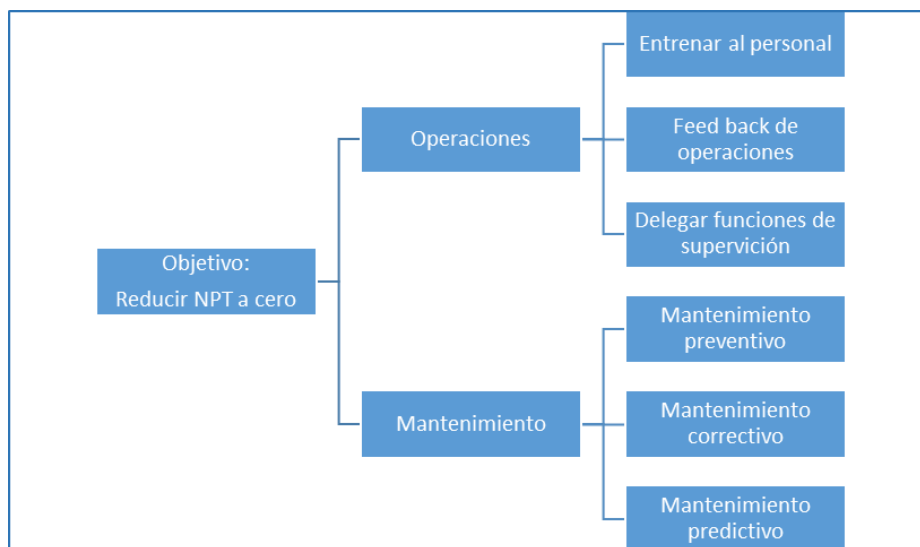 Objetivo:
Reducir NPT a cero
Operaciones
Entrenar al personal
Feed back de
operaciones
Delegar funciones de
supervición
Mantenimiento
Mantenimiento
preventivo
Mantenimiento
correctivo
Mantenimiento
predictivo